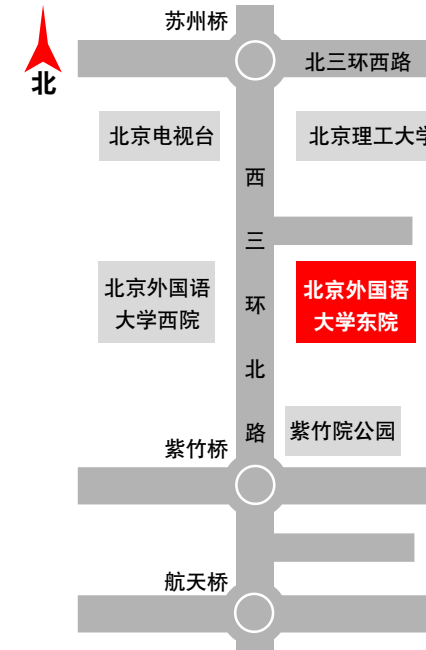 苏州桥
北三环西路
北
北京电视台
北京理工大学
西三环北路
北京外国语
大学西院
北京外国语
大学东院
紫竹院公园
紫竹桥
航天桥